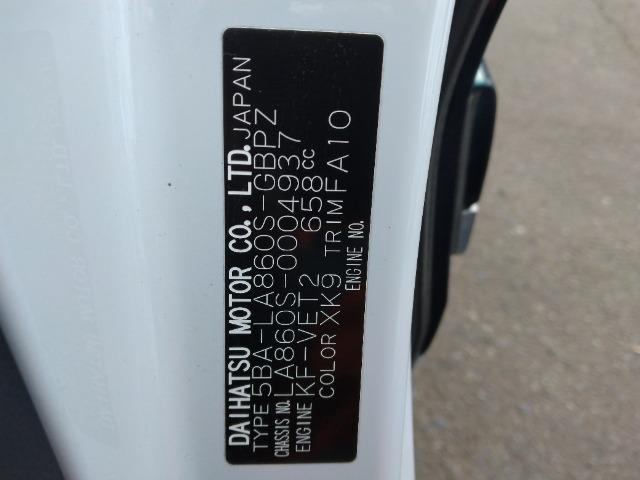 DAIHATSU MOTOR CO., LTD. JAPAN
TYPE 5BA-LA860S-GBPZ
CHASSIS NO. LA860S-0004937
ENGINE KF-VET2 658cc
COLOR XK9 TRIM FA10
ENGINE NO.